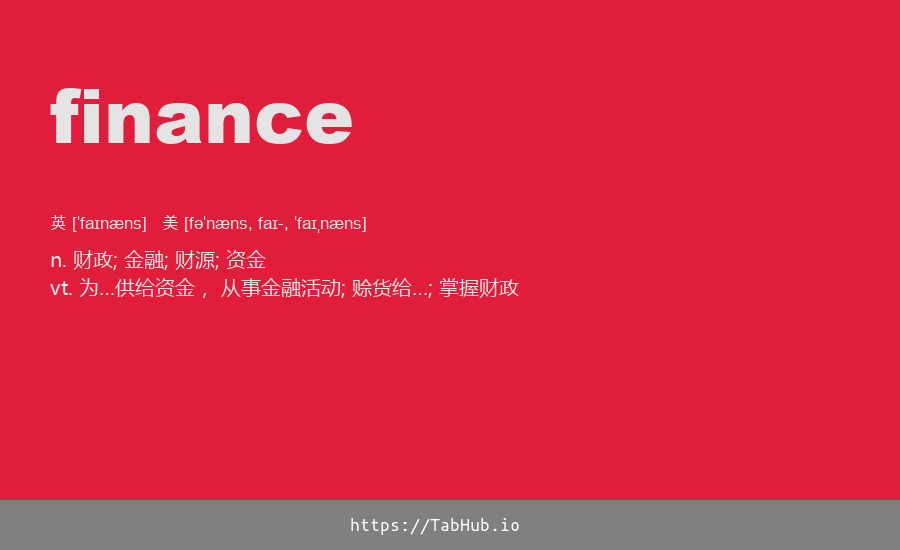 finance
英 [ˈfaɪnæns]   美 [fəˈnæns, faɪ-, ˈfaɪˌnæns]
n. 财政; 金融; 财源; 资金
vt. 为…供给资金， 从事金融活动; 赊货给…; 掌握财政
https://TabHub.io